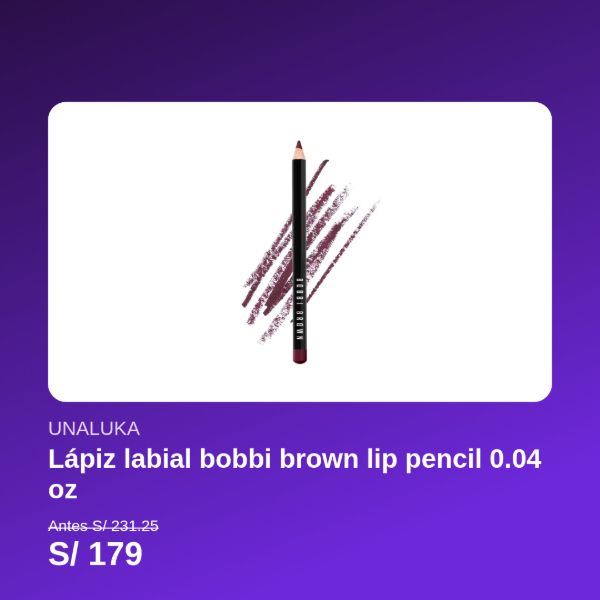 BOBBI BROWN
UNALUKA
Lápiz labial bobbi brown lip pencil 0.04
oz
Antes S/ 231.25
S/ 179